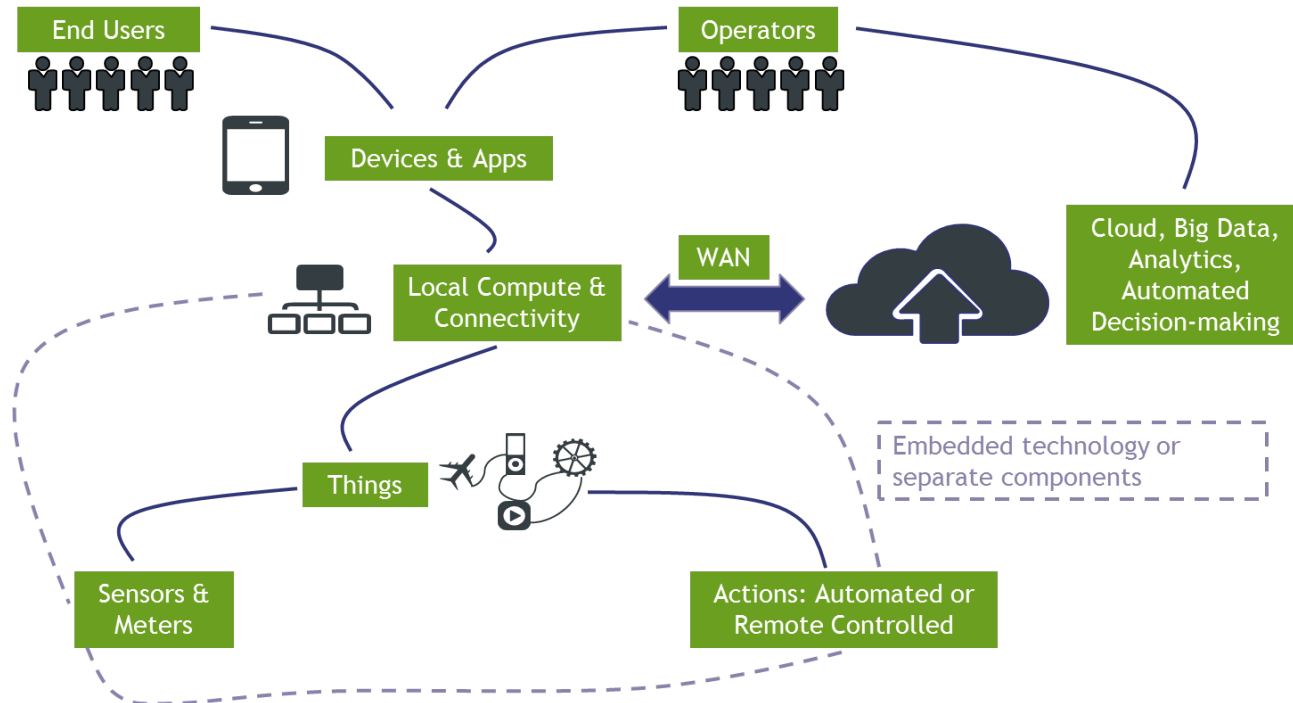 End Users
Operators
Devices & Apps
Cloud, Big Data,
Analytics,
Automated
Decision-making
WAN
Local Compute &
Connectivity
Embedded technology or
separate components
Things
Sensors &
Meters
Actions: Automated or
Remote Controlled